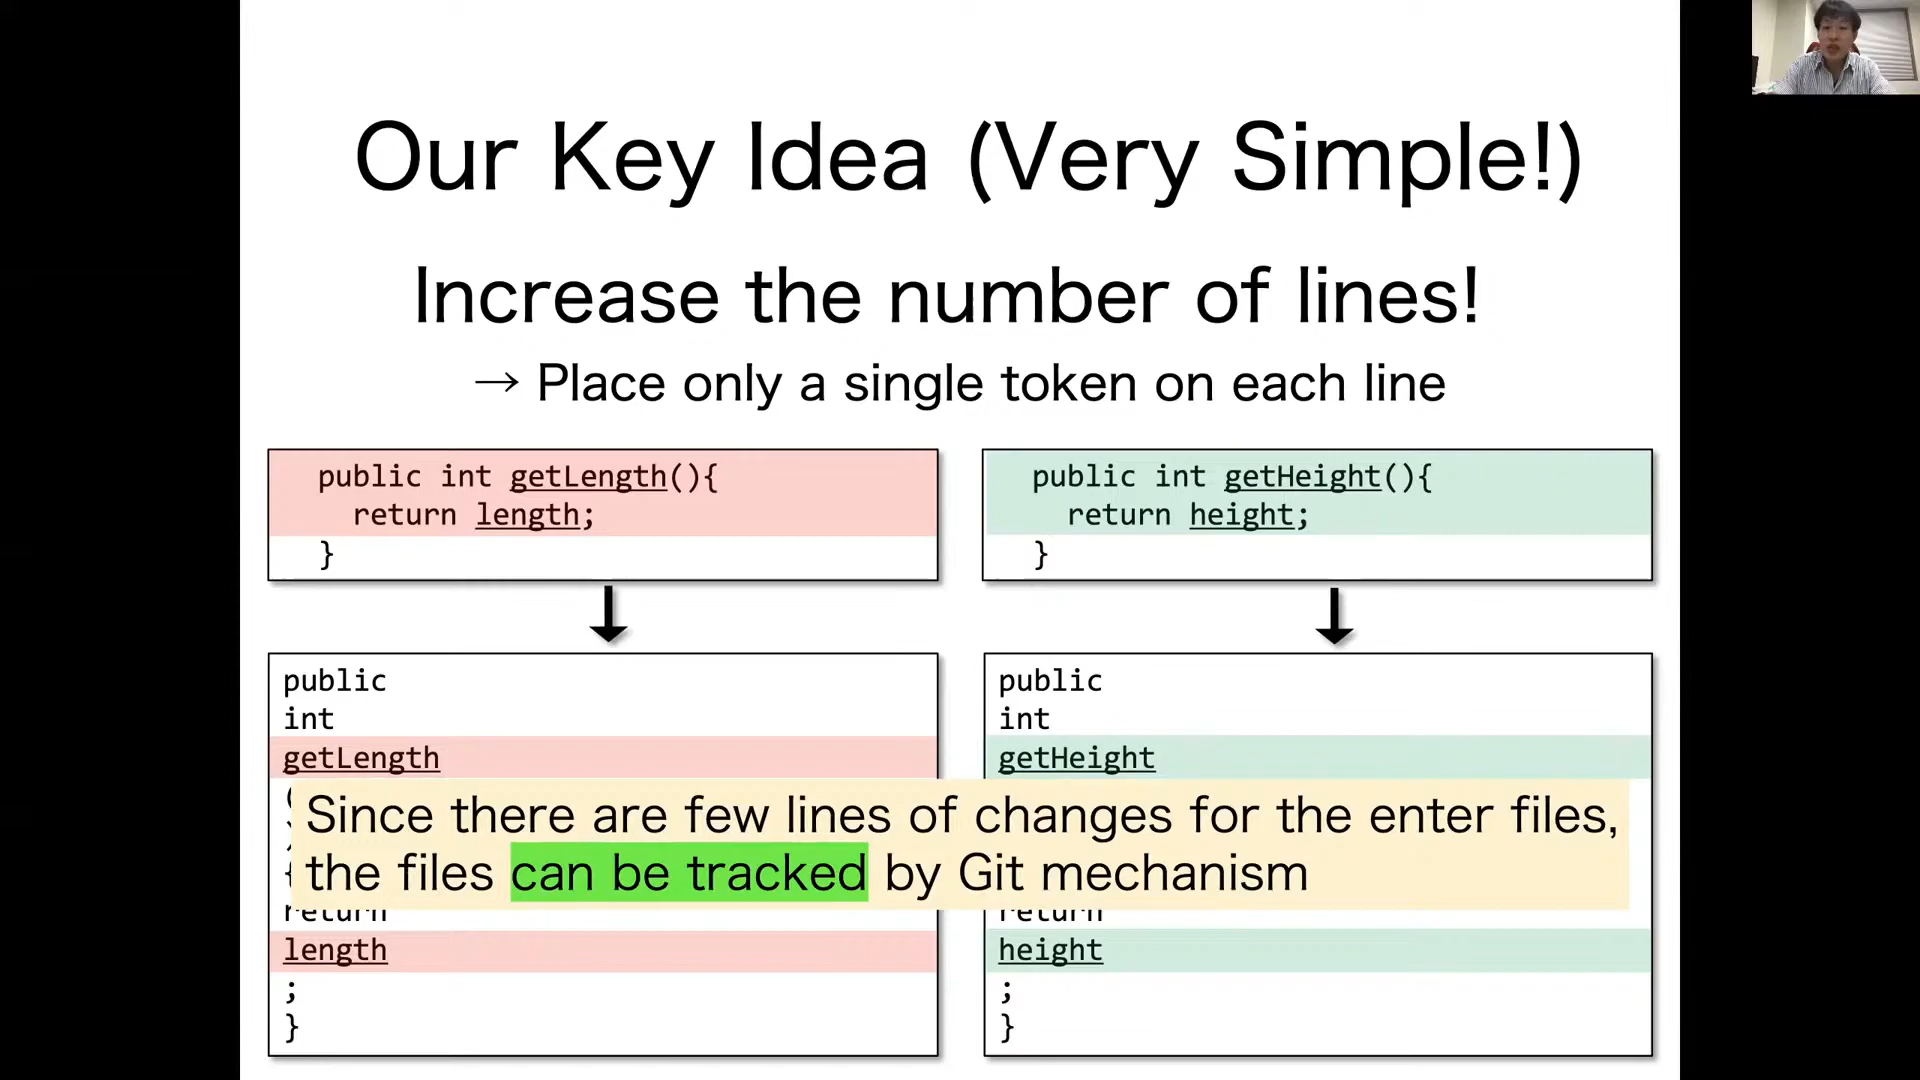 Our Key Idea (Very Simple!)
Increase the number of lines!
→ Place only a single token on each line
public int getLength(){
return length;
}
public int getHeight(){
return height;
}
public
int
getLength
(
{
return
length
;
}
public
int
getHeight
return
height
;
}
Since there are few lines of changes for the enter files,
the files can be tracked by Git mechanism